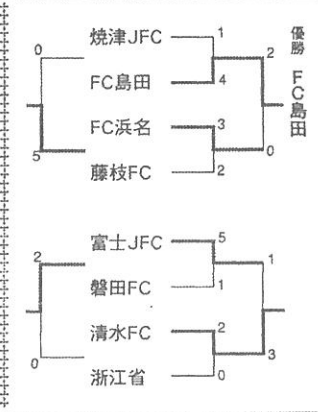 優勝 FC島田
焼津JFC 1
FC島田 4
FC浜名 3
藤枝FC 2
2
0
0
5
富士JFC 5
磐田FC 1
清水FC 2
浙江省 0
1
3
2
0